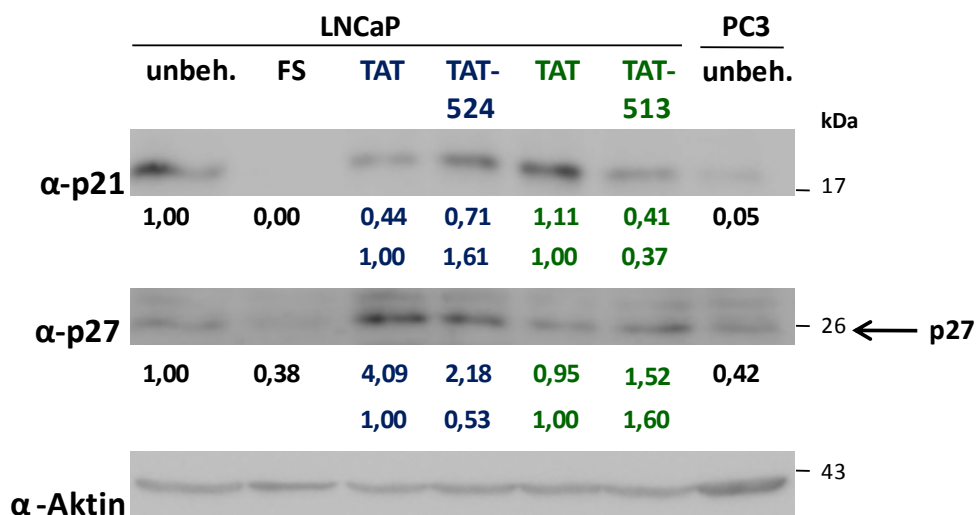 LNCaP PC3
unbeh. FS TAT TAT- TAT TAT- unbeh.
524 513
kDa
α-p21
17
1,00 0,00 0,44 0,71 1,11 0,41 0,05
1,00 1,61 1,00 0,37
α-p27
26 p27
1,00 0,38 4,09 2,18 0,95 1,52 0,42
1,00 0,53 1,00 1,60
43
α-Aktin